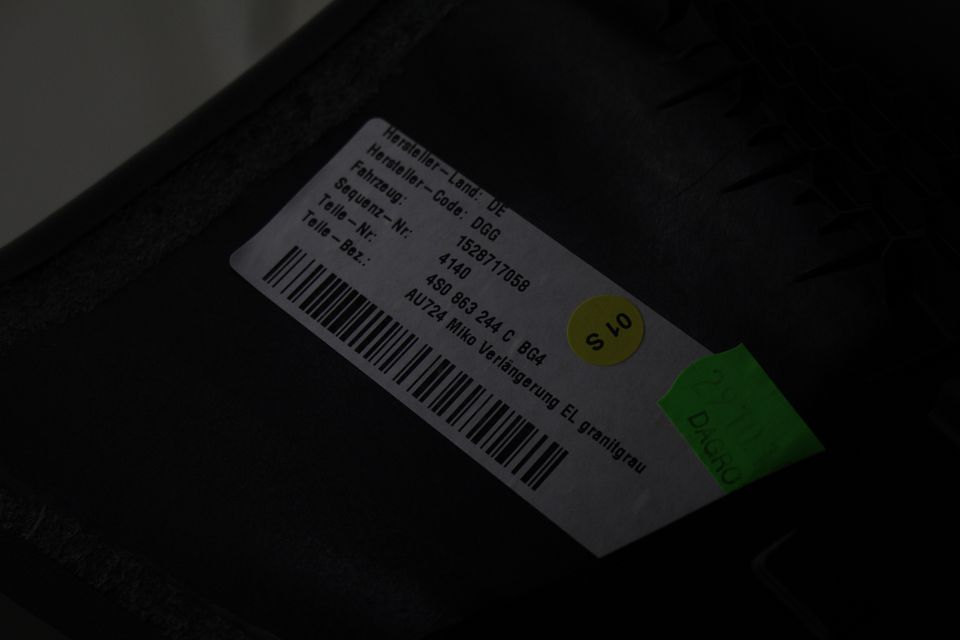 Hersteller-Land: DE
Hersteller-Code: DGG
Fahrzeug: 1528717058
Sequenz-Nr: 4140
Teile-Nr: 4S0 863 244 C BG4
Teile-Bez.: AU724 Miko Verlängerung EL granitgrau
01 S
DAGRO